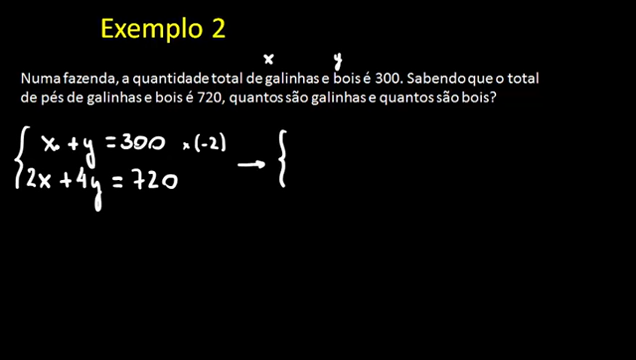 Exemplo 2
x y
Numa fazenda, a quantidade total de galinhas e bois é 300. Sabendo que o total
de pés de galinhas e bois é 720, quantos são galinhas e quantos são bois?
{ x + y = 300 x (-2) → {
2x + 4y = 720